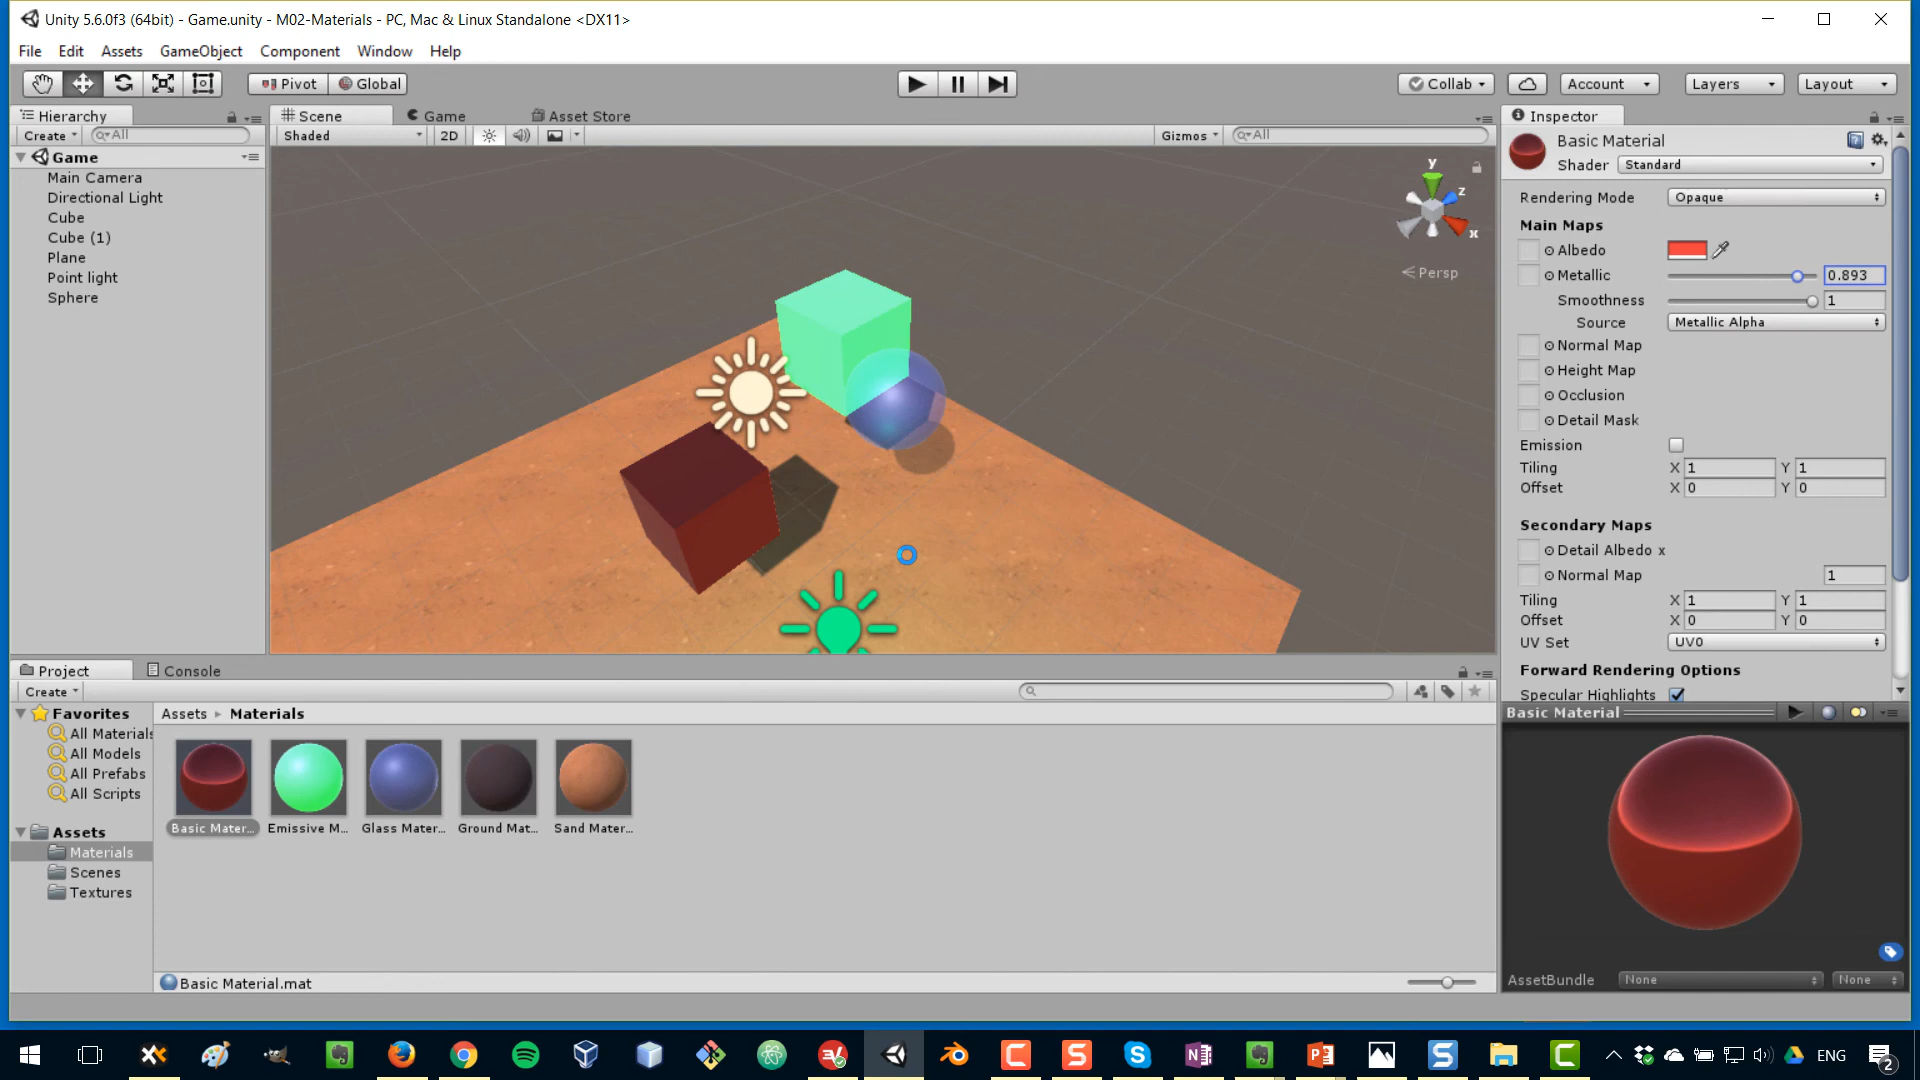 Unity 5.6.0f3 (64bit) - Game.unity - M02-Materials - PC, Mac & Linux Standalone <DX11>
File Edit Assets GameObject Component Window Help
Pivot Global Collab Account Layers Layout
Hierarchy
Create All
Game
Main Camera
Directional Light
Cube
Cube (1)
Plane
Point light
Sphere
Scene Game Asset Store
Shaded 2D Gizmos All
y
z
x
Persp
Inspector
Basic Material
Shader Standard
Rendering Mode Opaque
Main Maps
Albedo
Metallic 0.893
Smoothness 1
Source Metallic Alpha
Normal Map
Height Map
Occlusion
Detail Mask
Emission
Tiling X 1 Y 1
Offset X 0 Y 0
Secondary Maps
Detail Albedo x
Normal Map 1
Tiling X 1 Y 1
Offset X 0 Y 0
UV Set UV0
Forward Rendering Options
Specular Highlights
Basic Material
AssetBundle None None
Project Console
Create
Favorites
All Materials
All Models
All Prefabs
All Scripts
Assets
Materials
Scenes
Textures
Assets Materials
Basic Mater... Emissive M... Glass Mater... Ground Mat... Sand Mater...
Basic Material.mat
ENG
2